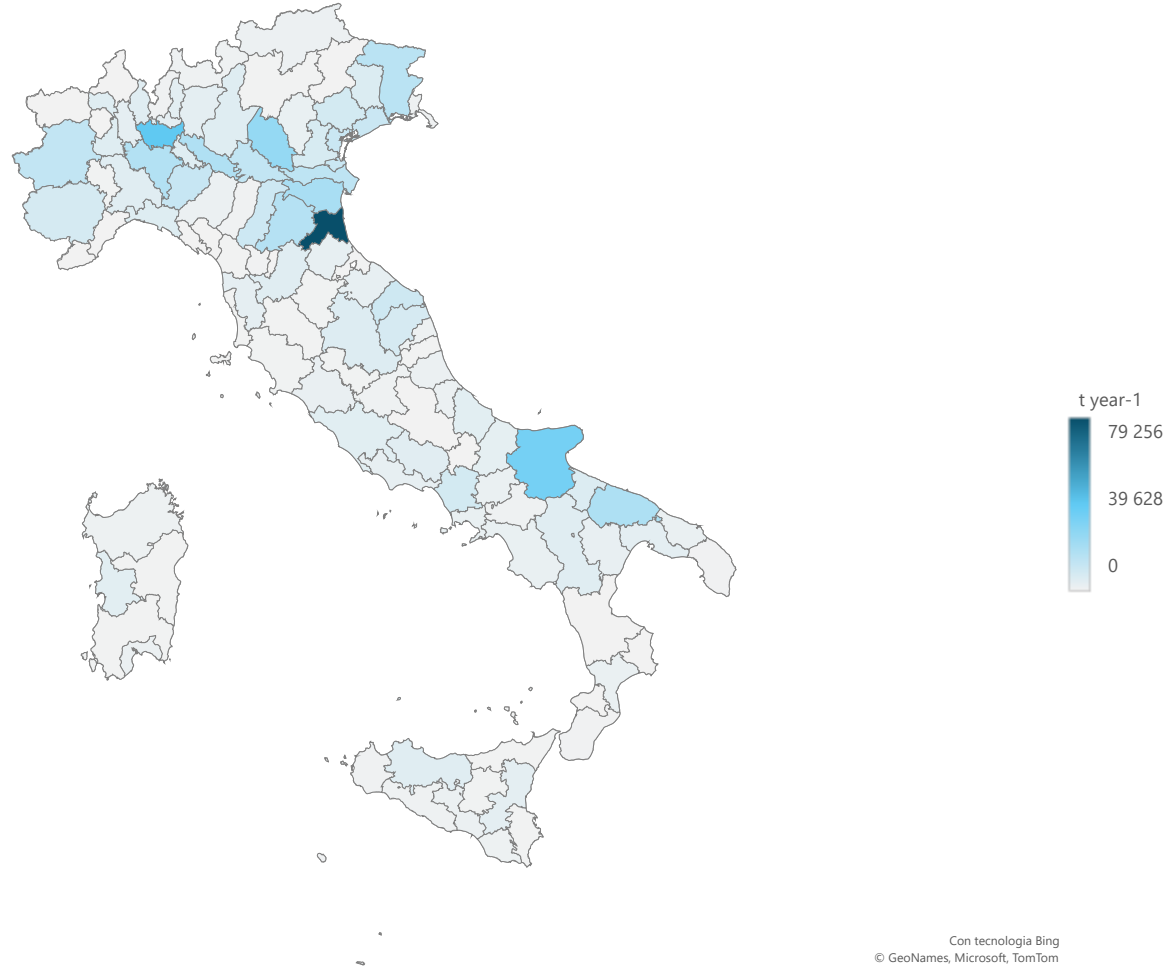 t year-1
79 256
39 628
0
Con tecnologia Bing
© GeoNames, Microsoft, TomTom